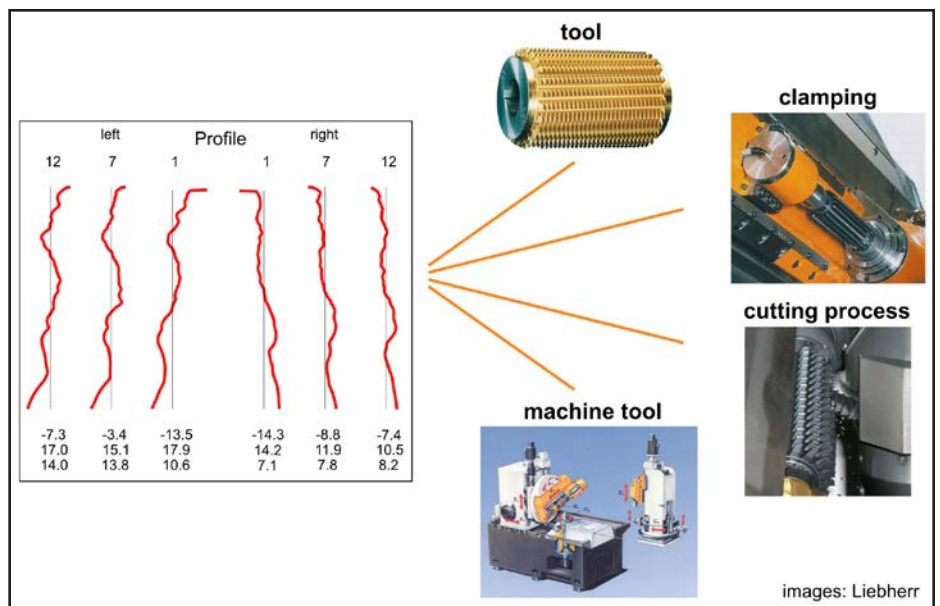 tool
clamping
left Profile right
12 7 1 1 7 12
-7.3 -3.4 -13.5 -14.3 -8.8 -7.4
17.0 15.1 17.9 14.2 11.9 10.5
14.0 13.8 10.6 7.1 7.8 8.2
cutting process
machine tool
images: Liebherr